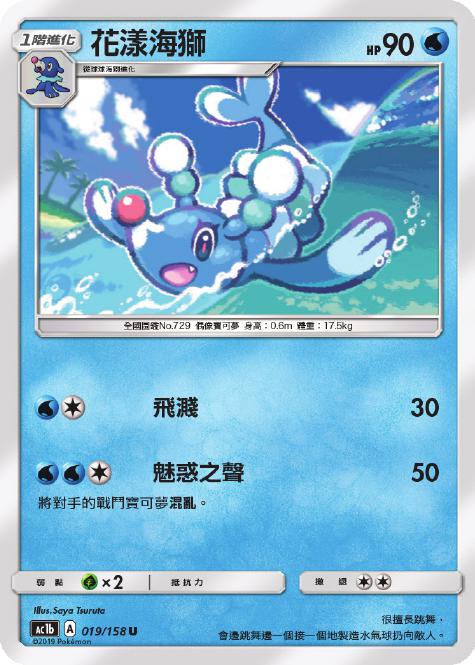 1階進化
花漾海獅
HP90
從球球海獅進化
全國圖鑑No.729 偶像寶可夢 身高：0.6m 體重：17.5kg
飛濺 30
魅惑之聲 50
將對手的戰鬥寶可夢混亂。
弱點 ×2 抵抗力 撤退
Illus.Saya Tsuruta
AC1b A 019/158 U
©2019 Pokémon
很擅長跳舞，
會邊跳舞邊一個接一個地製造水氣球扔向敵人。